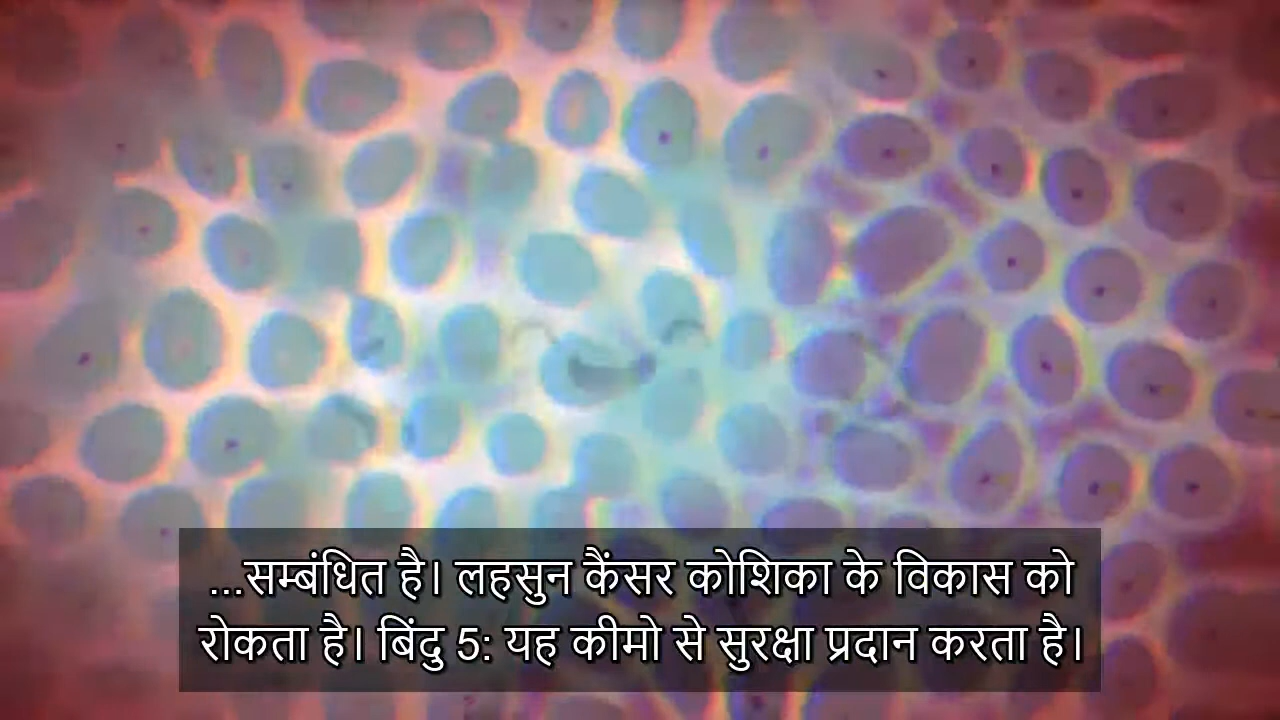 ...सम्बंधित है। लहसुन कैंसर कोशिका के विकास को
रोकता है। बिंदु 5: यह कीमो से सुरक्षा प्रदान करता है।